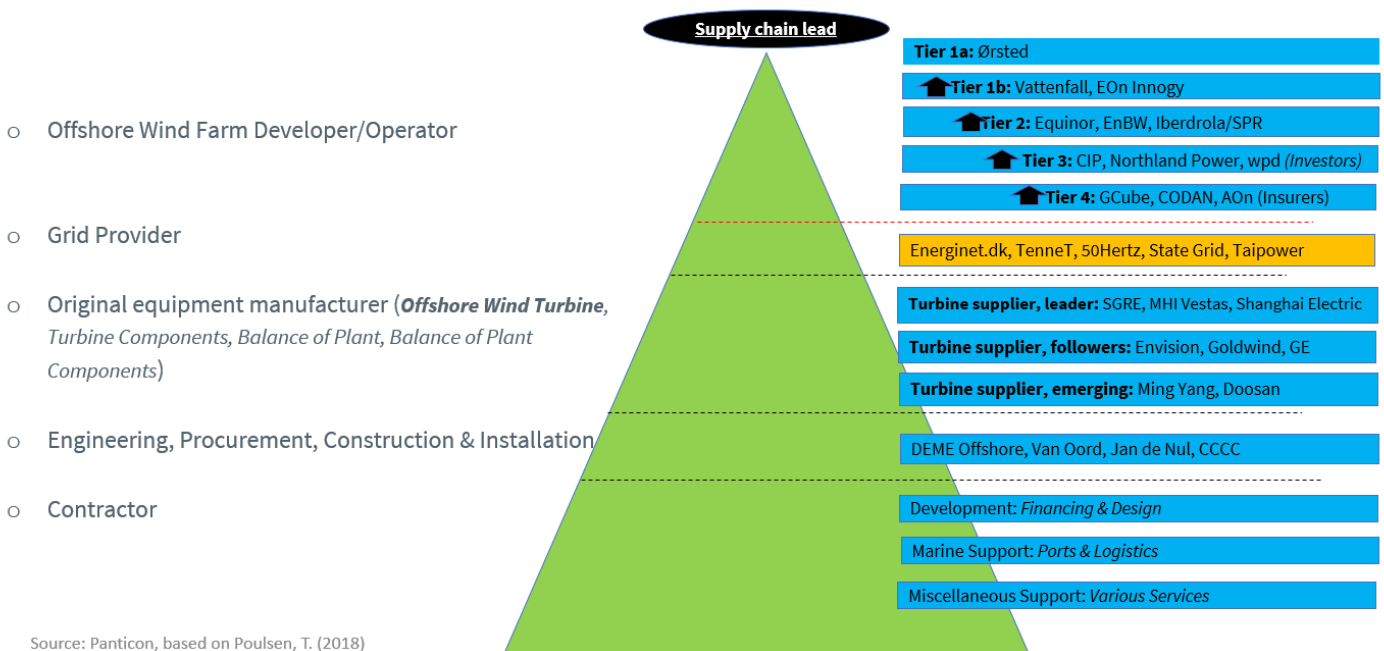 Supply chain lead
Tier 1a: Ørsted
Tier 1b: Vattenfall, EOn Innogy
o Offshore Wind Farm Developer/Operator
Tier 2: Equinor, EnBW, Iberdrola/SPR
Tier 3: CIP, Northland Power, wpd (Investors)
Tier 4: GCube, CODAN, AOn (Insurers)
o Grid Provider
Energinet.dk, TenneT, 50Hertz, State Grid, Taipower
o Original equipment manufacturer (Offshore Wind Turbine,
Turbine Components, Balance of Plant, Balance of Plant
Components)
Turbine supplier, leader: SGRE, MHI Vestas, Shanghai Electric
Turbine supplier, followers: Envision, Goldwind, GE
Turbine supplier, emerging: Ming Yang, Doosan
o Engineering, Procurement, Construction & Installation
DEME Offshore, Van Oord, Jan de Nul, CCCC
o Contractor
Development: Financing & Design
Marine Support: Ports & Logistics
Miscellaneous Support: Various Services
Source: Panticon, based on Poulsen, T. (2018)